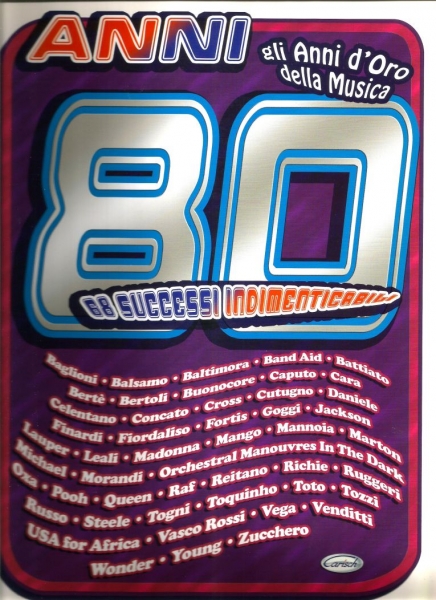 ANNI
gli Anni d'Oro
della Musica
80
68 SUCCESSI INDIMENTICABILI
Baglioni • Balsamo • Baltimora • Band Aid • Battiato
Bertè • Bertoli • Buonocore • Caputo • Cara
Celentano • Concato • Cross • Cutugno • Daniele
Finardi • Fiordaliso • Fortis • Goggi • Jackson
Lauper • Leali • Madonna • Mango • Mannoia • Marton
Michael • Morandi • Orchestral Manouvres In The Dark
Oxa • Pooh • Queen • Raf • Reitano • Richie • Ruggeri
Russo • Steele • Togni • Toquinho • Toto • Tozzi
USA for Africa • Vasco Rossi • Vega • Venditti
Wonder • Young • Zucchero
Carisch